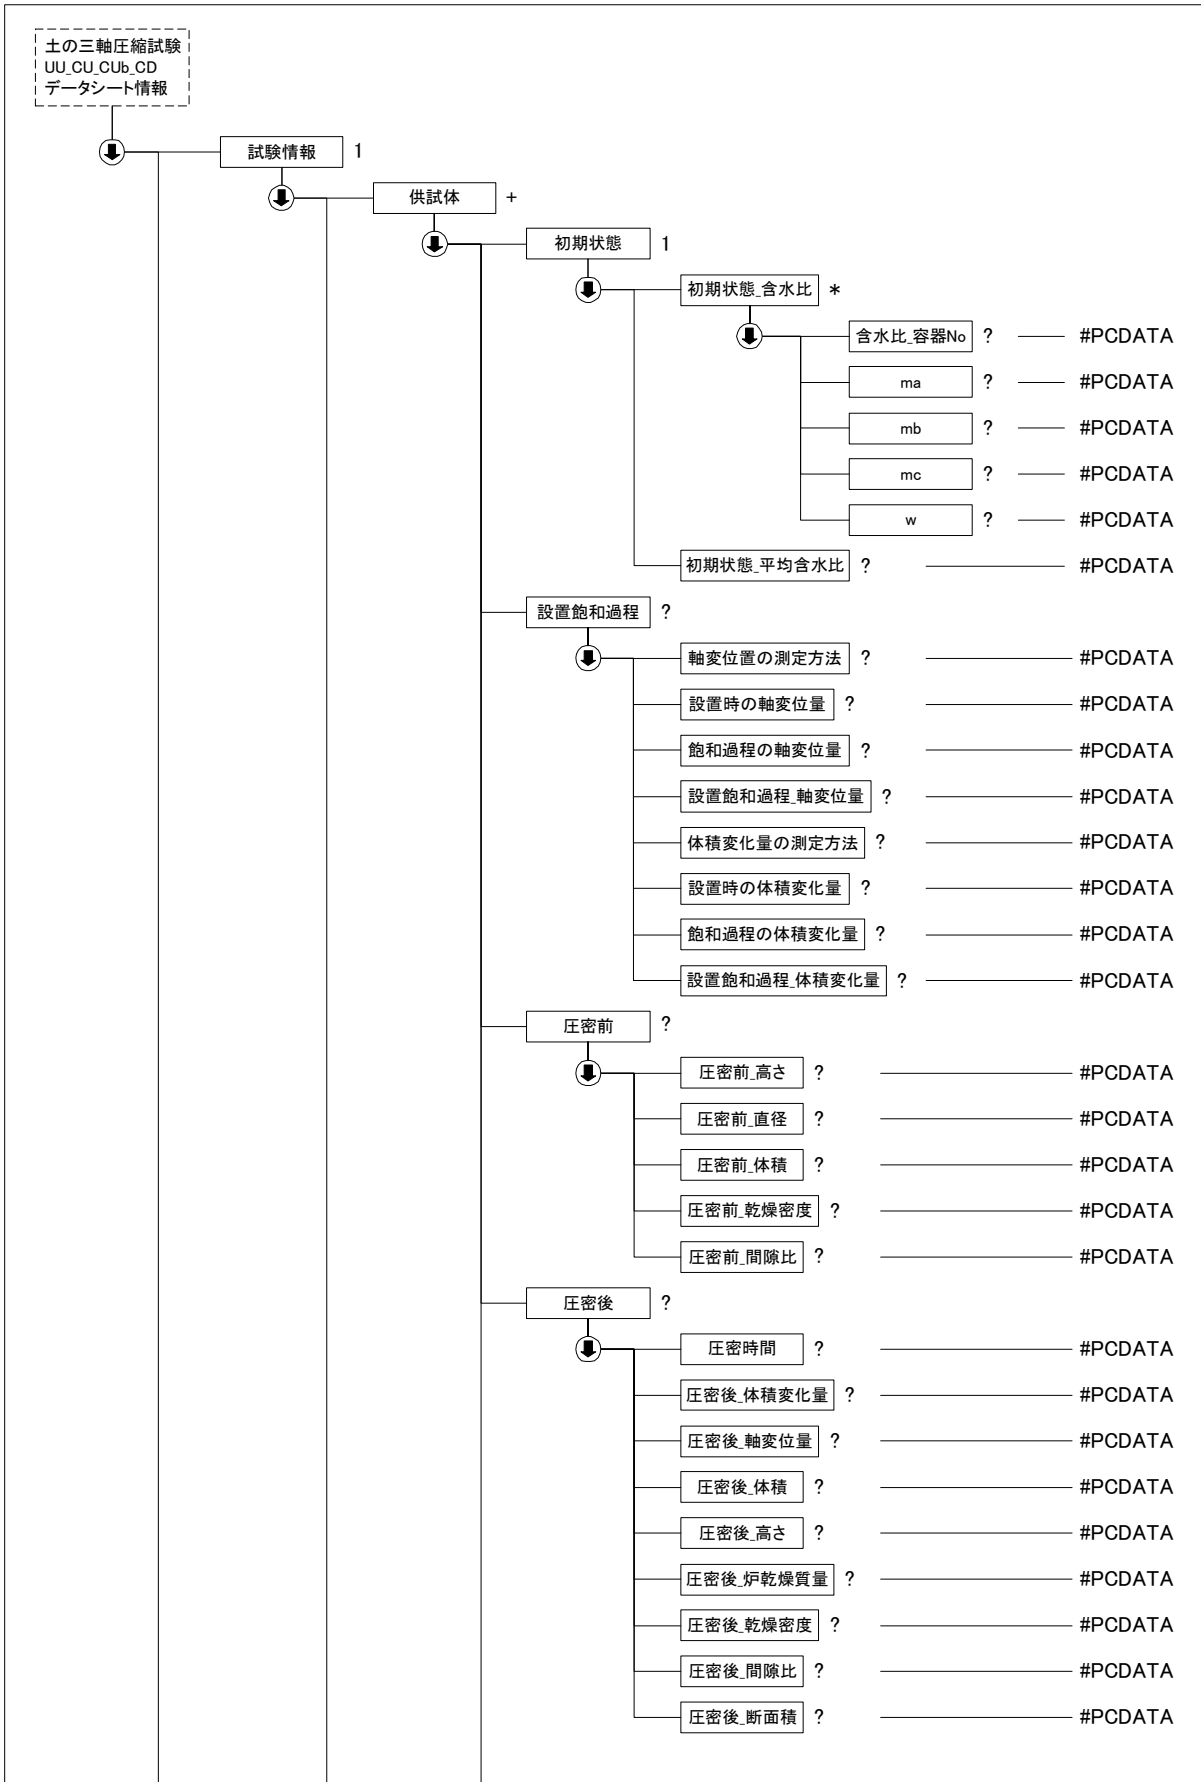 土の三軸圧縮試験
UU_CU_CUb_CD
データシート情報
試験情報 1
供試体 +
初期状態 1
初期状態_含水比 *
含水比_容器No ? #PCDATA
ma ? #PCDATA
mb ? #PCDATA
mc ? #PCDATA
w ? #PCDATA
初期状態_平均含水比 ? #PCDATA
設置飽和過程 ?
軸変位置の測定方法 ? #PCDATA
設置時の軸変位量 ? #PCDATA
飽和過程の軸変位量 ? #PCDATA
設置飽和過程_軸変位量 ? #PCDATA
体積変化量の測定方法 ? #PCDATA
設置時の体積変化量 ? #PCDATA
飽和過程の体積変化量 ? #PCDATA
設置飽和過程_体積変化量 ? #PCDATA
圧密前 ?
圧密前_高さ ? #PCDATA
圧密前_直径 ? #PCDATA
圧密前_体積 ? #PCDATA
圧密前_乾燥密度 ? #PCDATA
圧密前_間隙比 ? #PCDATA
圧密後 ?
圧密時間 ? #PCDATA
圧密後_体積変化量 ? #PCDATA
圧密後_軸変位量 ? #PCDATA
圧密後_体積 ? #PCDATA
圧密後_高さ ? #PCDATA
圧密後_炉乾燥質量 ? #PCDATA
圧密後_乾燥密度 ? #PCDATA
圧密後_間隙比 ? #PCDATA
圧密後_断面積 ? #PCDATA